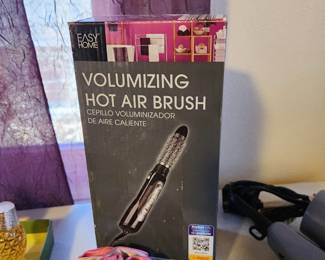 EASY
HOME
VOLUMIZING
HOT AIR BRUSH
CEPILLO VOLUMINIZADOR
DE AIRE CALIENTE